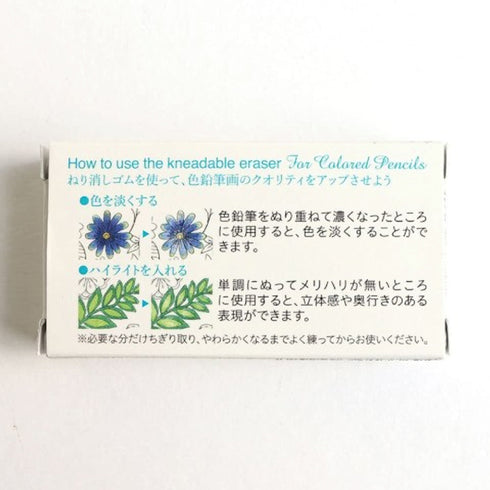 How to use the kneadable eraser For Colored Pencils
ねり消しゴムを使って、色鉛筆画のクオリティをアップさせよう
●色を淡くする
色鉛筆をぬり重ねて濃くなったところ
に使用すると、色を淡くすることがで
きます。
●ハイライトを入れる
単調にぬってメリハリが無いところ
に使用すると、立体感や奥行きのある
表現ができます。
※必要な分だけちぎり取り、やわらかくなるまでよく練ってからお使いください。